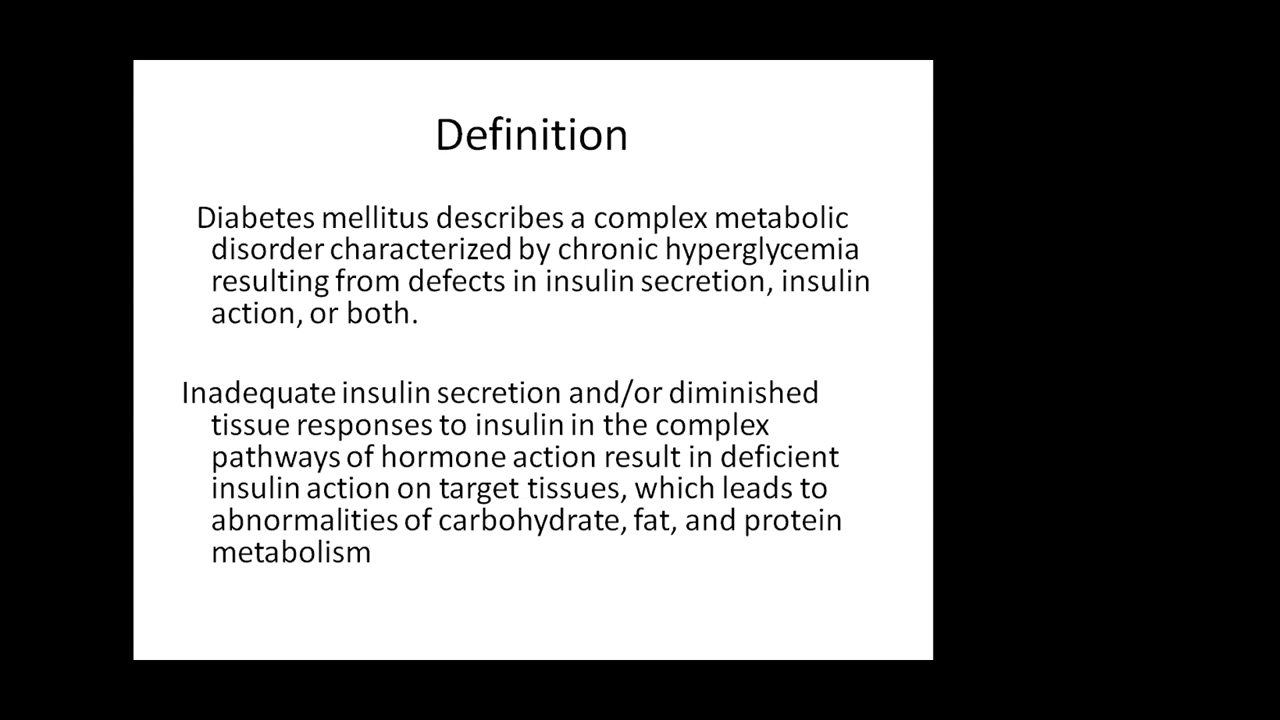 Definition
Diabetes mellitus describes a complex metabolic
disorder characterized by chronic hyperglycemia
resulting from defects in insulin secretion, insulin
action, or both.
Inadequate insulin secretion and/or diminished
tissue responses to insulin in the complex
pathways of hormone action result in deficient
insulin action on target tissues, which leads to
abnormalities of carbohydrate, fat, and protein
metabolism